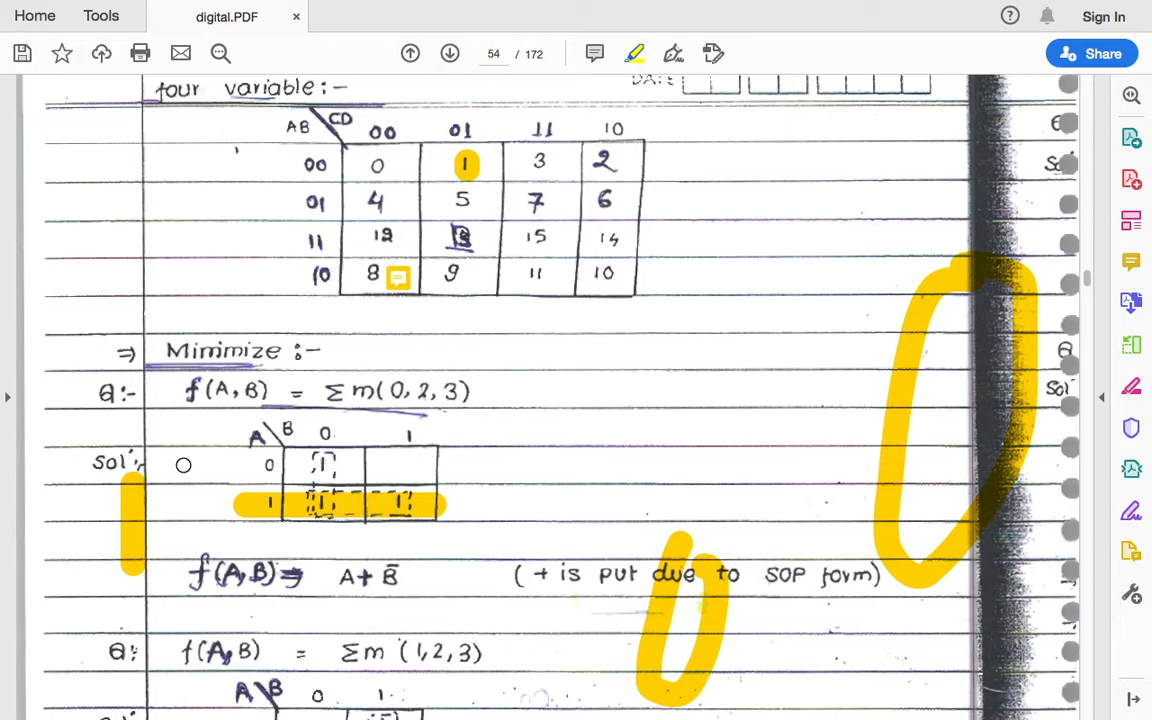 Home Tools digital.PDF × Sign In
54 / 172 Share
four variable :-
DATE
AB CD 00 01 11 10
00 0 1 3 2
01 4 5 7 6
11 12 13 15 14
10 8 9 11 10
⇒ Minimize :-
Q:- f(A,B) = Σm(0,2,3)
A B 0 1
Sol: 0 1
1 1 1
f(A,B) ⇒ A+B̅ (+ is put due to SOP form)
Q: f(A,B) = Σm (1,2,3)
A B 0 1